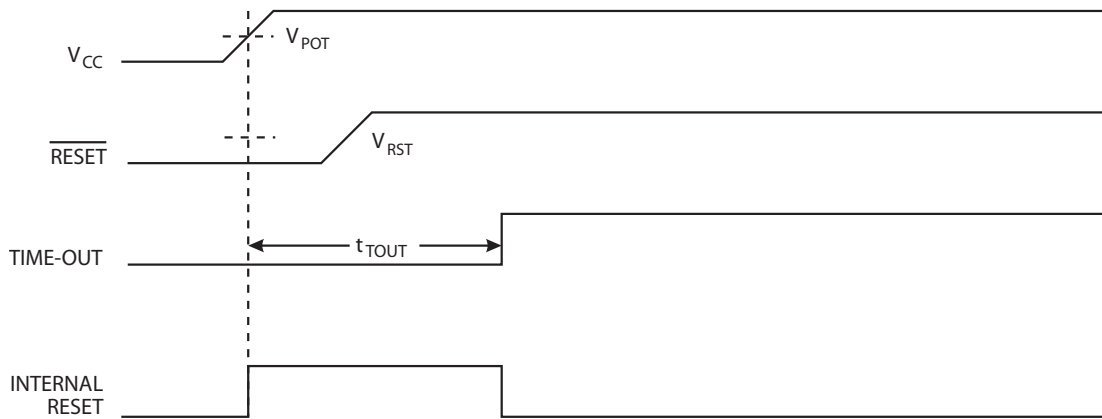 V_CC
V_POT
RESET
V_RST
TIME-OUT
t_TOUT
INTERNAL
RESET